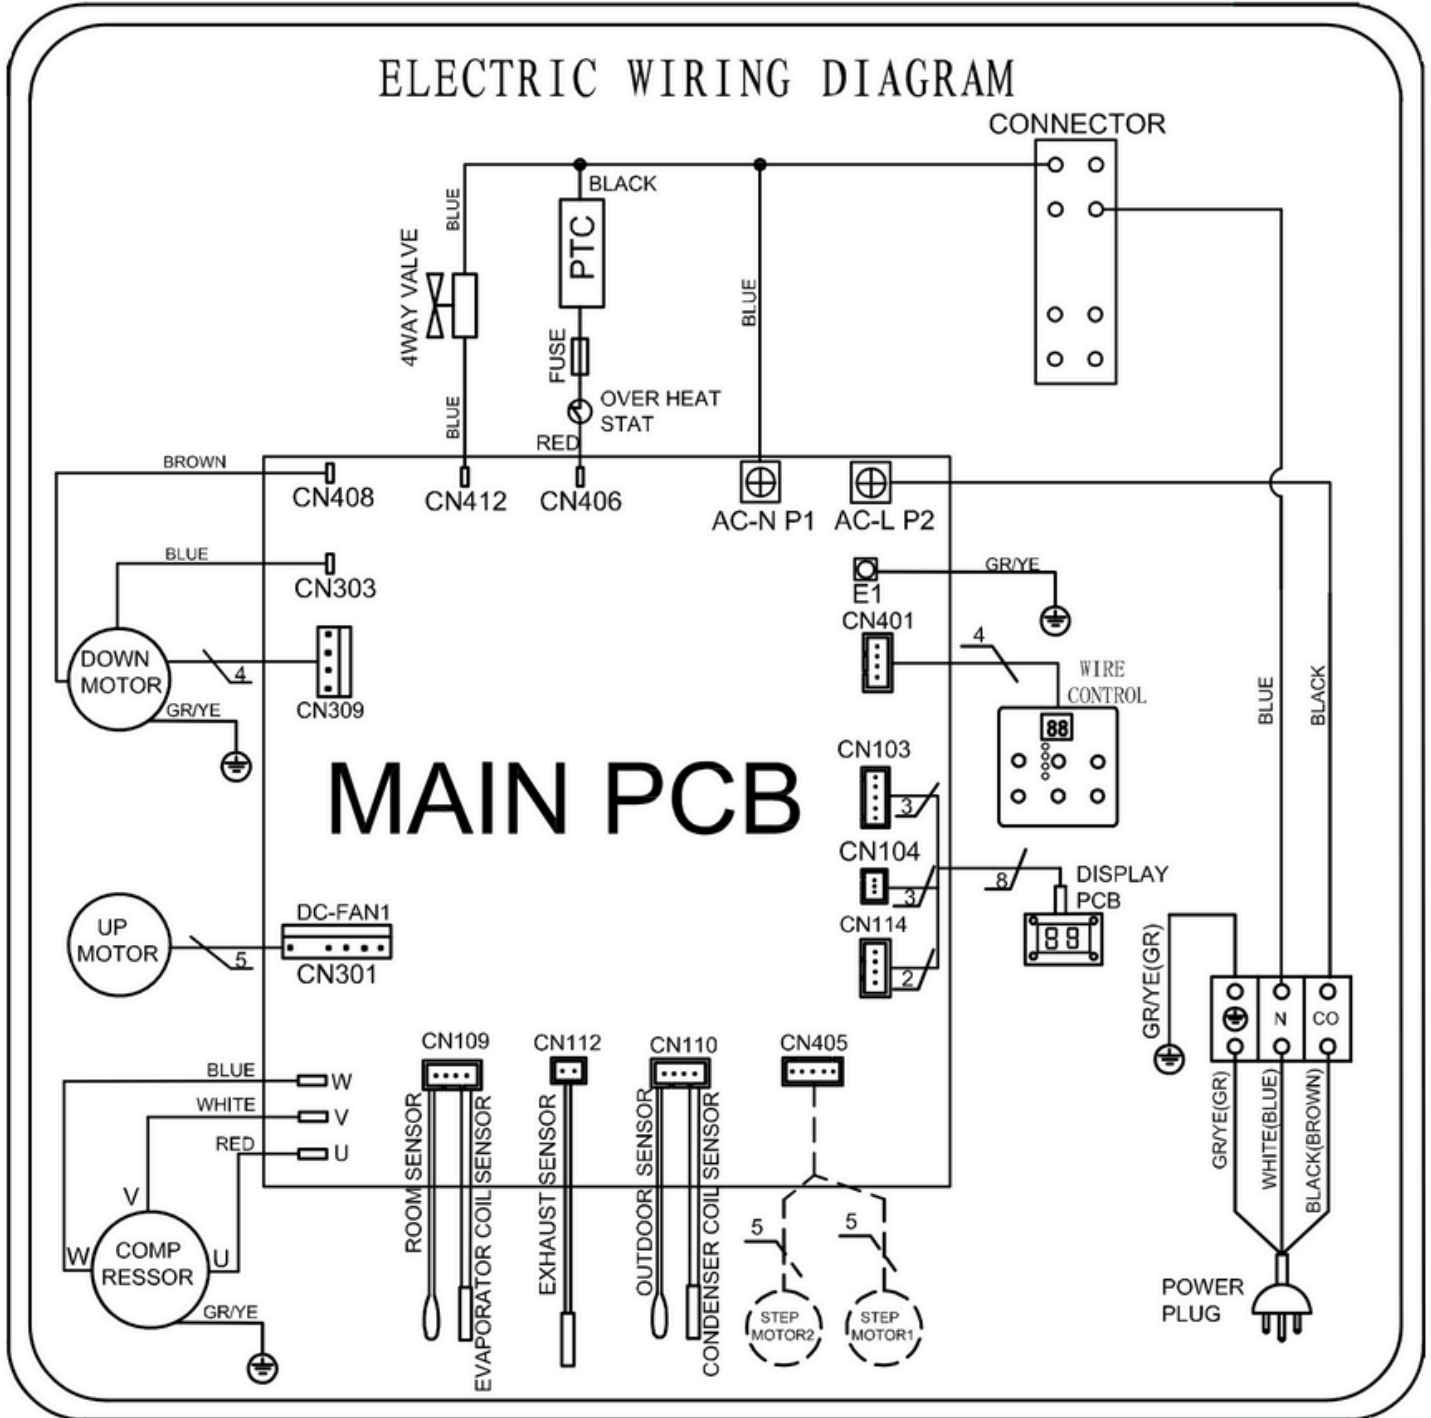 ELECTRIC WIRING DIAGRAM
CONNECTOR
BLACK
BLUE
4WAY VALVE
PTC
BLUE
FUSE
OVER HEAT
STAT
BLUE
RED
BROWN
CN408
CN412
CN406
AC-N P1
AC-L P2
BLUE
CN303
GR/YE
E1
CN401
4
WIRE
CONTROL
88
DOWN
MOTOR
4
GR/YE
CN309
BLUE
BLACK
MAIN PCB
CN103
3
CN104
3
8
DISPLAY
PCB
88
CN114
2
UP
MOTOR
5
DC-FAN1
CN301
GR/YE(GR)
N
CO
CN109
CN112
CN110
CN405
BLUE
W
WHITE
V
RED
U
ROOM SENSOR
EVAPORATOR COIL SENSOR
EXHAUST SENSOR
OUTDOOR SENSOR
CONDENSER COIL SENSOR
GR/YE(GR)
WHITE(BLUE)
BLACK(BROWN)
V
W
U
COMP
RESSOR
GR/YE
5
5
STEP
MOTOR2
STEP
MOTOR1
POWER
PLUG